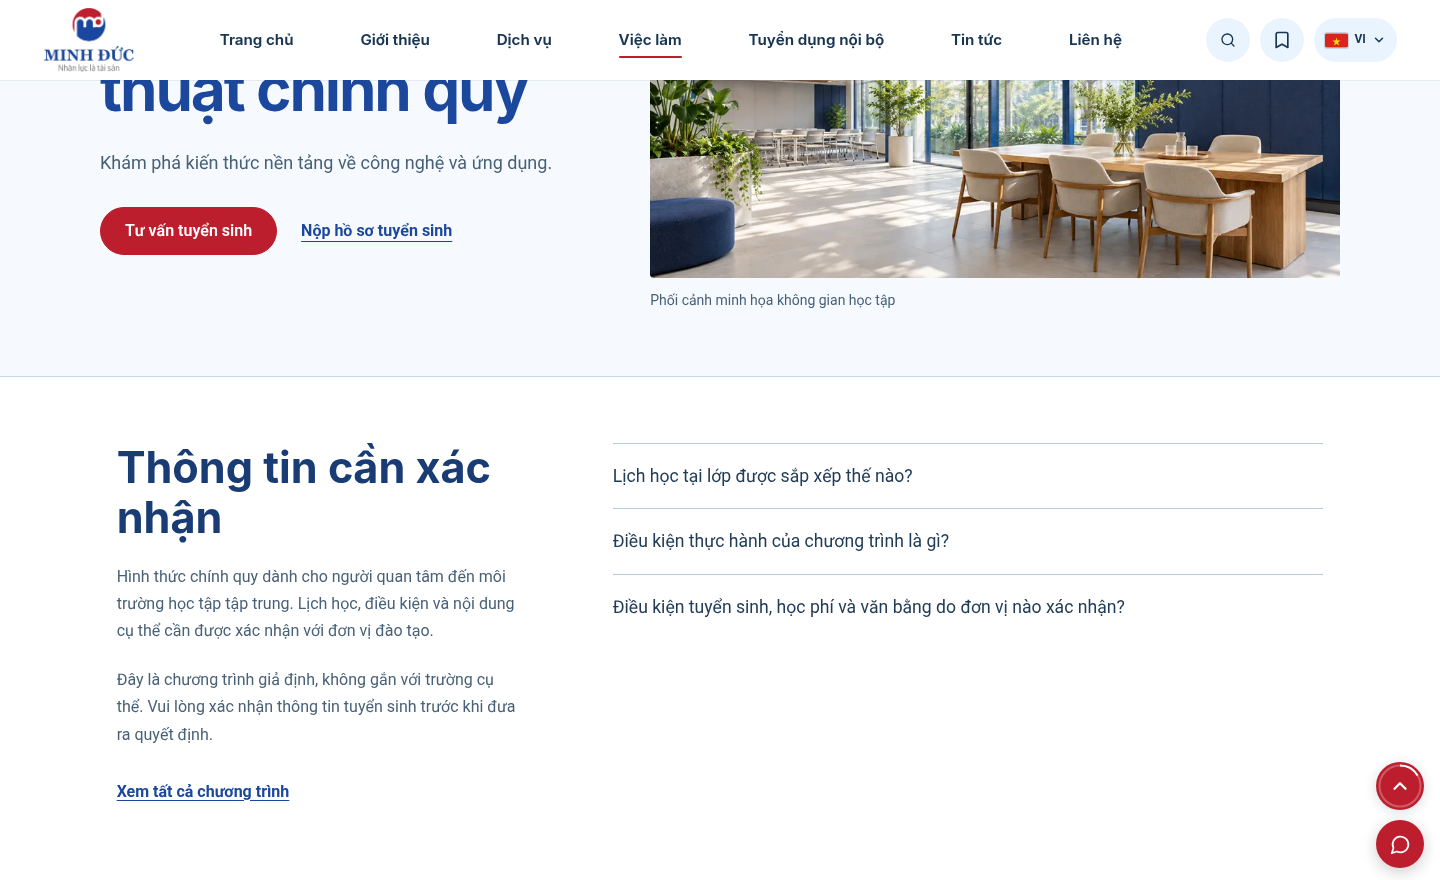 MINH ĐỨC
Nhân lực là tài sản
Trang chủ
Giới thiệu
Dịch vụ
Việc làm
Tuyển dụng nội bộ
Tin tức
Liên hệ
VI
thuật chính quy
Khám phá kiến thức nền tảng về công nghệ và ứng dụng.
Tư vấn tuyển sinh
Nộp hồ sơ tuyển sinh
Phối cảnh minh họa không gian học tập
Thông tin cần xác
nhận
Hình thức chính quy dành cho người quan tâm đến môi
trường học tập tập trung. Lịch học, điều kiện và nội dung
cụ thể cần được xác nhận với đơn vị đào tạo.
Đây là chương trình giả định, không gắn với trường cụ
thể. Vui lòng xác nhận thông tin tuyển sinh trước khi đưa
ra quyết định.
Xem tất cả chương trình
Lịch học tại lớp được sắp xếp thế nào?
Điều kiện thực hành của chương trình là gì?
Điều kiện tuyển sinh, học phí và văn bằng do đơn vị nào xác nhận?